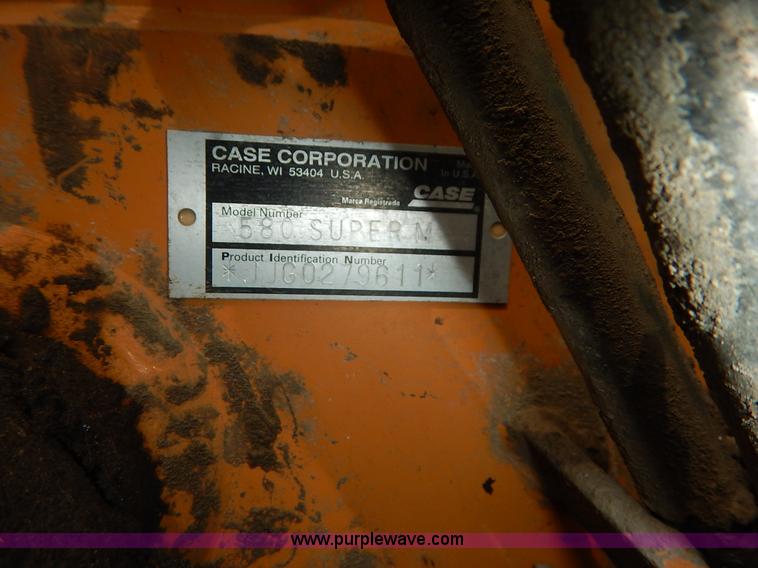 CASE CORPORATION
RACINE, WI 53404 U.S.A.
In U.S.A
Marca Registrada
CASE
Model Number
580 SUPER M
Product Identification Number
*JJG0279611*
www.purplewave.com